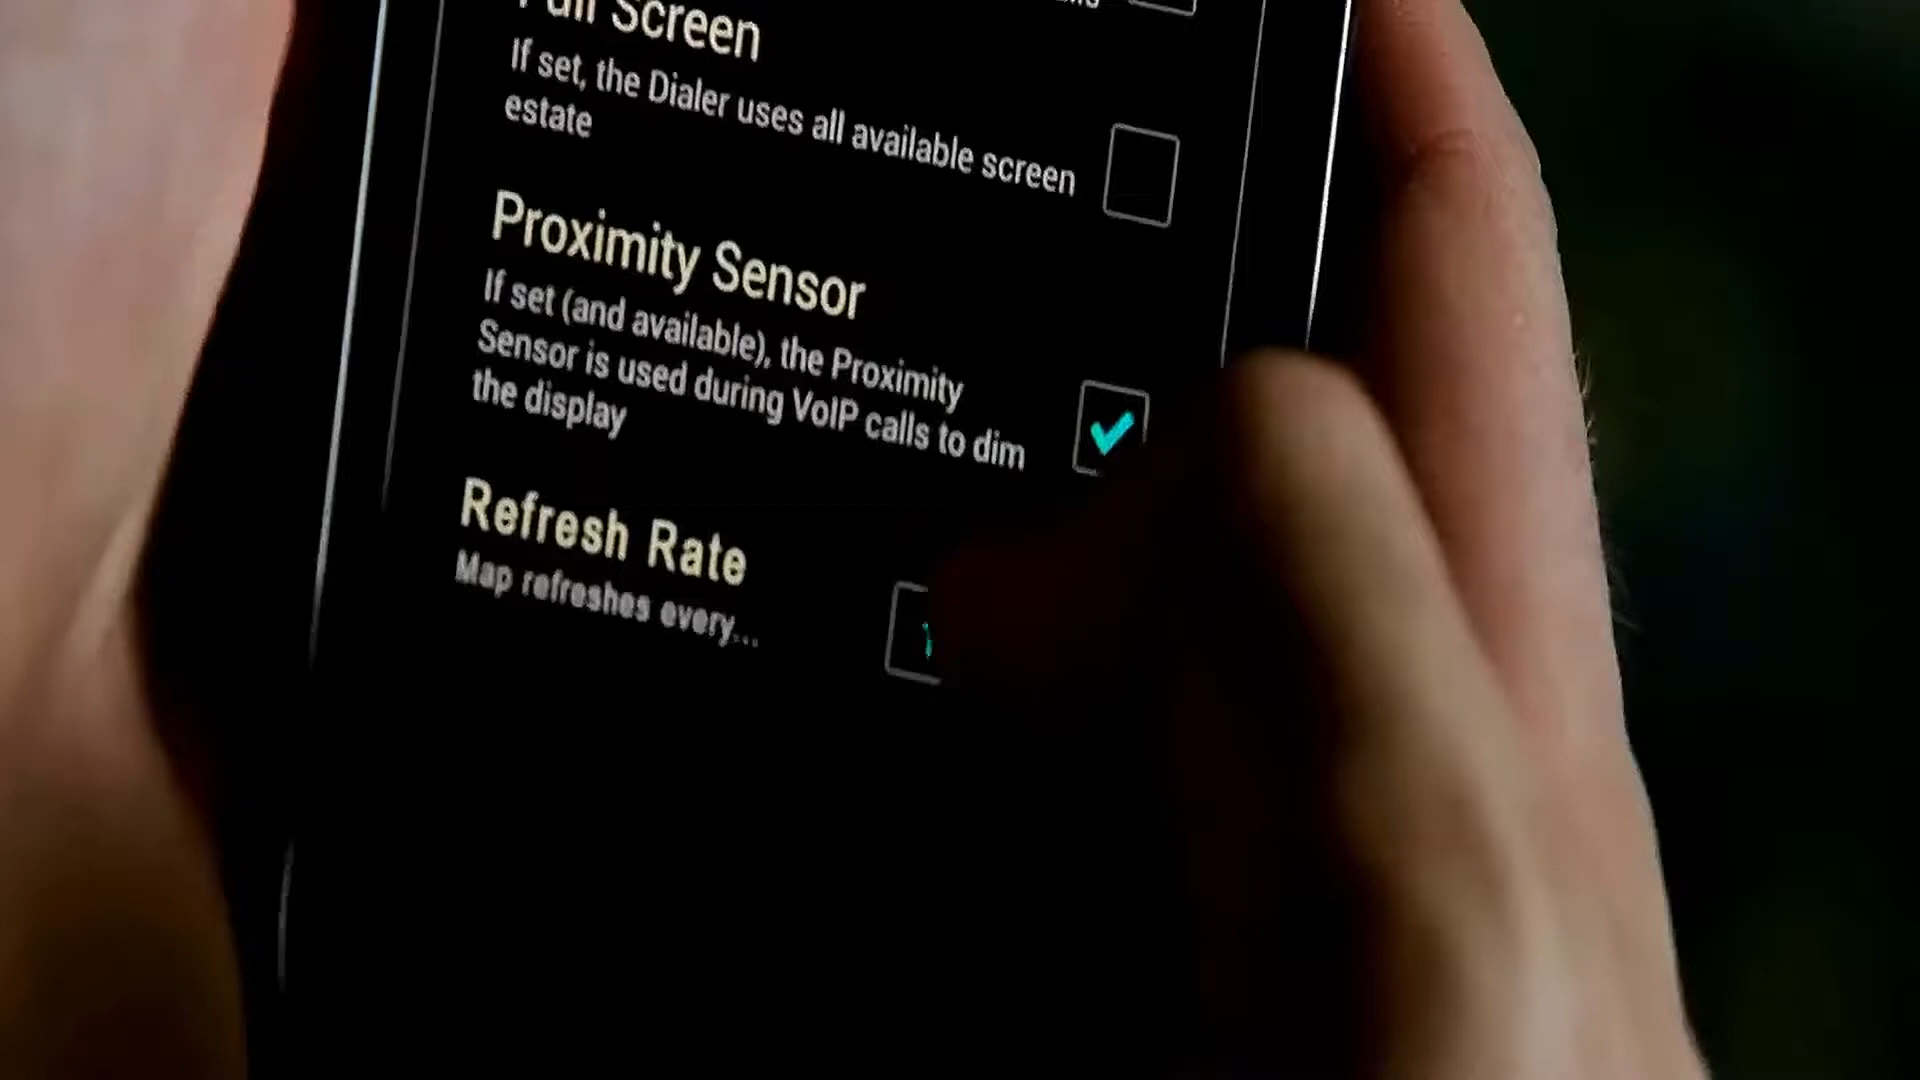 Full Screen
If set, the Dialer uses all available screen
estate
Proximity Sensor
If set (and available), the Proximity
Sensor is used during VoIP calls to dim
the display
Refresh Rate
Map refreshes every...